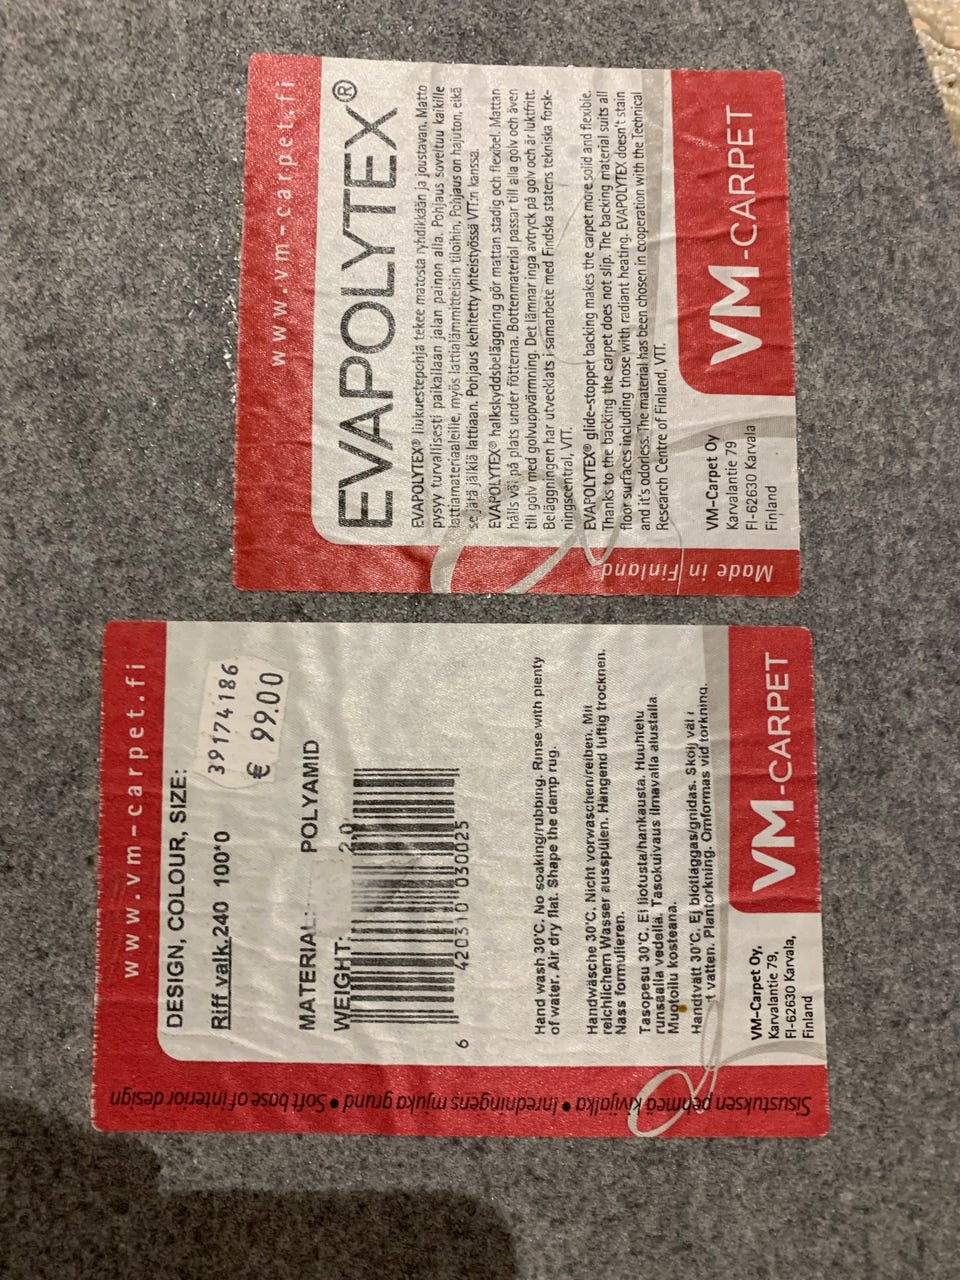 www.vm-carpet.fi
EVAPOLYTEX®
EVAPOLYTEX® liukuestepohja tekee matosta ryhdikkään ja joustavan. Matto
pysyy turvallisesti paikallaan jalan painon alla. Pohjaus soveltuu kaikille
lattiamateriaaleille, myös lattialämmitteisiin tiloihin. Pohjaus on hajuton, eikä
se jätä jälkiä lattiaan. Pohjaus kehitetty yhteistyössä VTT:n kanssa.
EVAPOLYTEX® halkskyddsbeläggning gör mattan stadig och flexibel. Mattan
hålls väl på plats under fötterna. Bottenmaterial passar till alla golv och även
till golv med golvuppvärmning. Det lämnar inga avtryck på golv och är luktfritt.
Beläggningen har utvecklats i samarbete med Findska statens tekniska forsk-
ningscentral, VTT.
EVAPOLYTEX® glide-stopper backing makes the carpet more solid and flexible.
Thanks to the backing the carpet does not slip. The backing material suits all
floor surfaces including those with radiant heating. EVAPOLYTEX doesn't stain
and it's odorless. The material has been chosen in cooperation with the Technical
Research Centre of Finland, VTT.
VM-Carpet Oy
Karvalantie 79
FI-62630 Karvala
Finland
VM-CARPET
Made in Finland
www.vm-carpet.fi
DESIGN, COLOUR, SIZE:
39174186
€ 99.00
Riff valk.240 100*0
MATERIAL: POLYAMID
WEIGHT: 2,0
6 420310 030025
Hand wash 30'C. No soaking/rubbing. Rinse with plenty
of water. Air dry flat. Shape the damp rug.
Handwäsche 30'C. Nicht vorwaschen/reiben. Mit
reichlichem Wasser ausspulen. Hängend luftig trocknen.
Nass formulieren.
Tasopesu 30'C. Ei liotusta/hankausta. Huuhtelu
runsaalla vedellä. Tasokuivaus ilmavalla alustalla
Muotoilu kosteana.
Handtvätt 30'C. Ej blötläggas/gnidas. Skölj väl i
vatten. Plantorkning. Omformas vid torkning.
VM-Carpet Oy,
Karvalantie 79,
FI-62630 Karvala,
Finland
VM-CARPET
Sisustuksen pehmeä kivijalka • Inredningens mjuka grund • Soft base of interior design